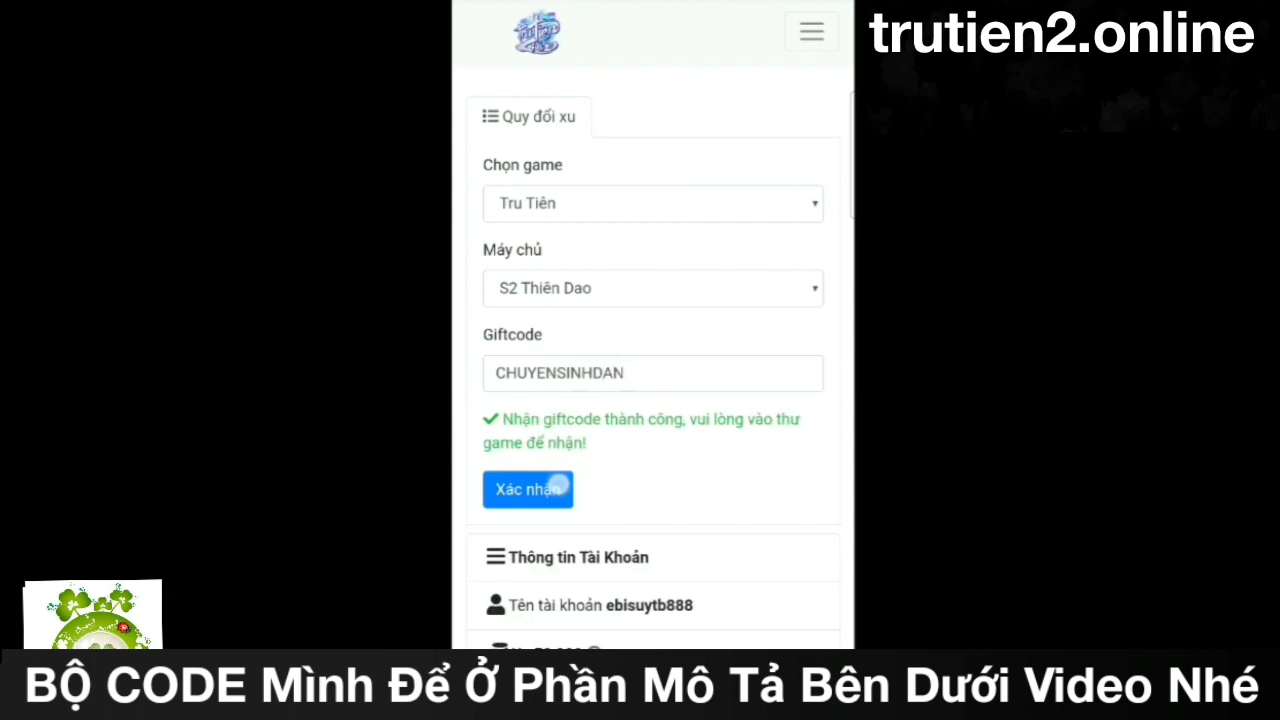 trutien2.online
Quy đổi xu
Chọn game
Tru Tiên
Máy chủ
S2 Thiên Dao
Giftcode
CHUYENSINHDAN
Nhận giftcode thành công, vui lòng vào thư
game để nhận!
Xác nhận
Thông tin Tài Khoản
Tên tài khoản ebisuytb888
BỘ CODE Mình Để Ở Phần Mô Tả Bên Dưới Video Nhé